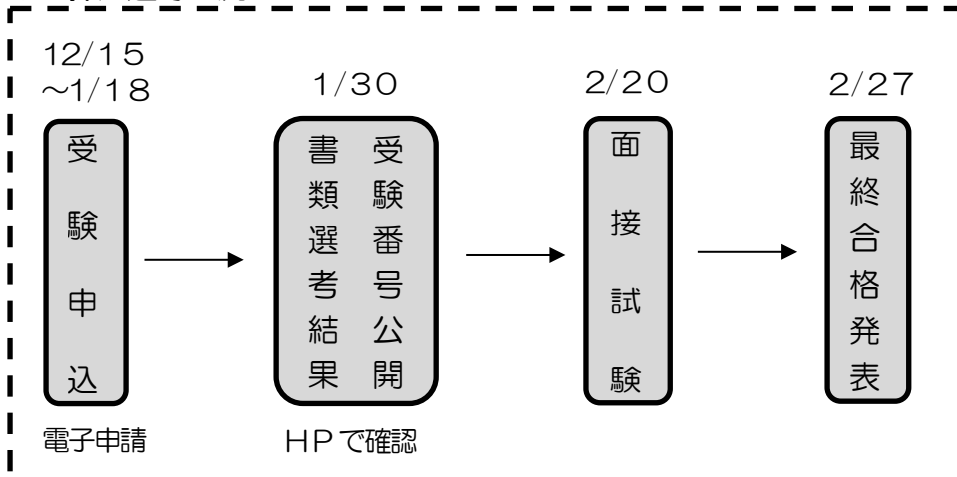 12/15
～1/18
1/30
2/20
2/27
受験申込
受験番号公開
書類選考結果
面接試験
最終合格発表
電子申請
HPで確認